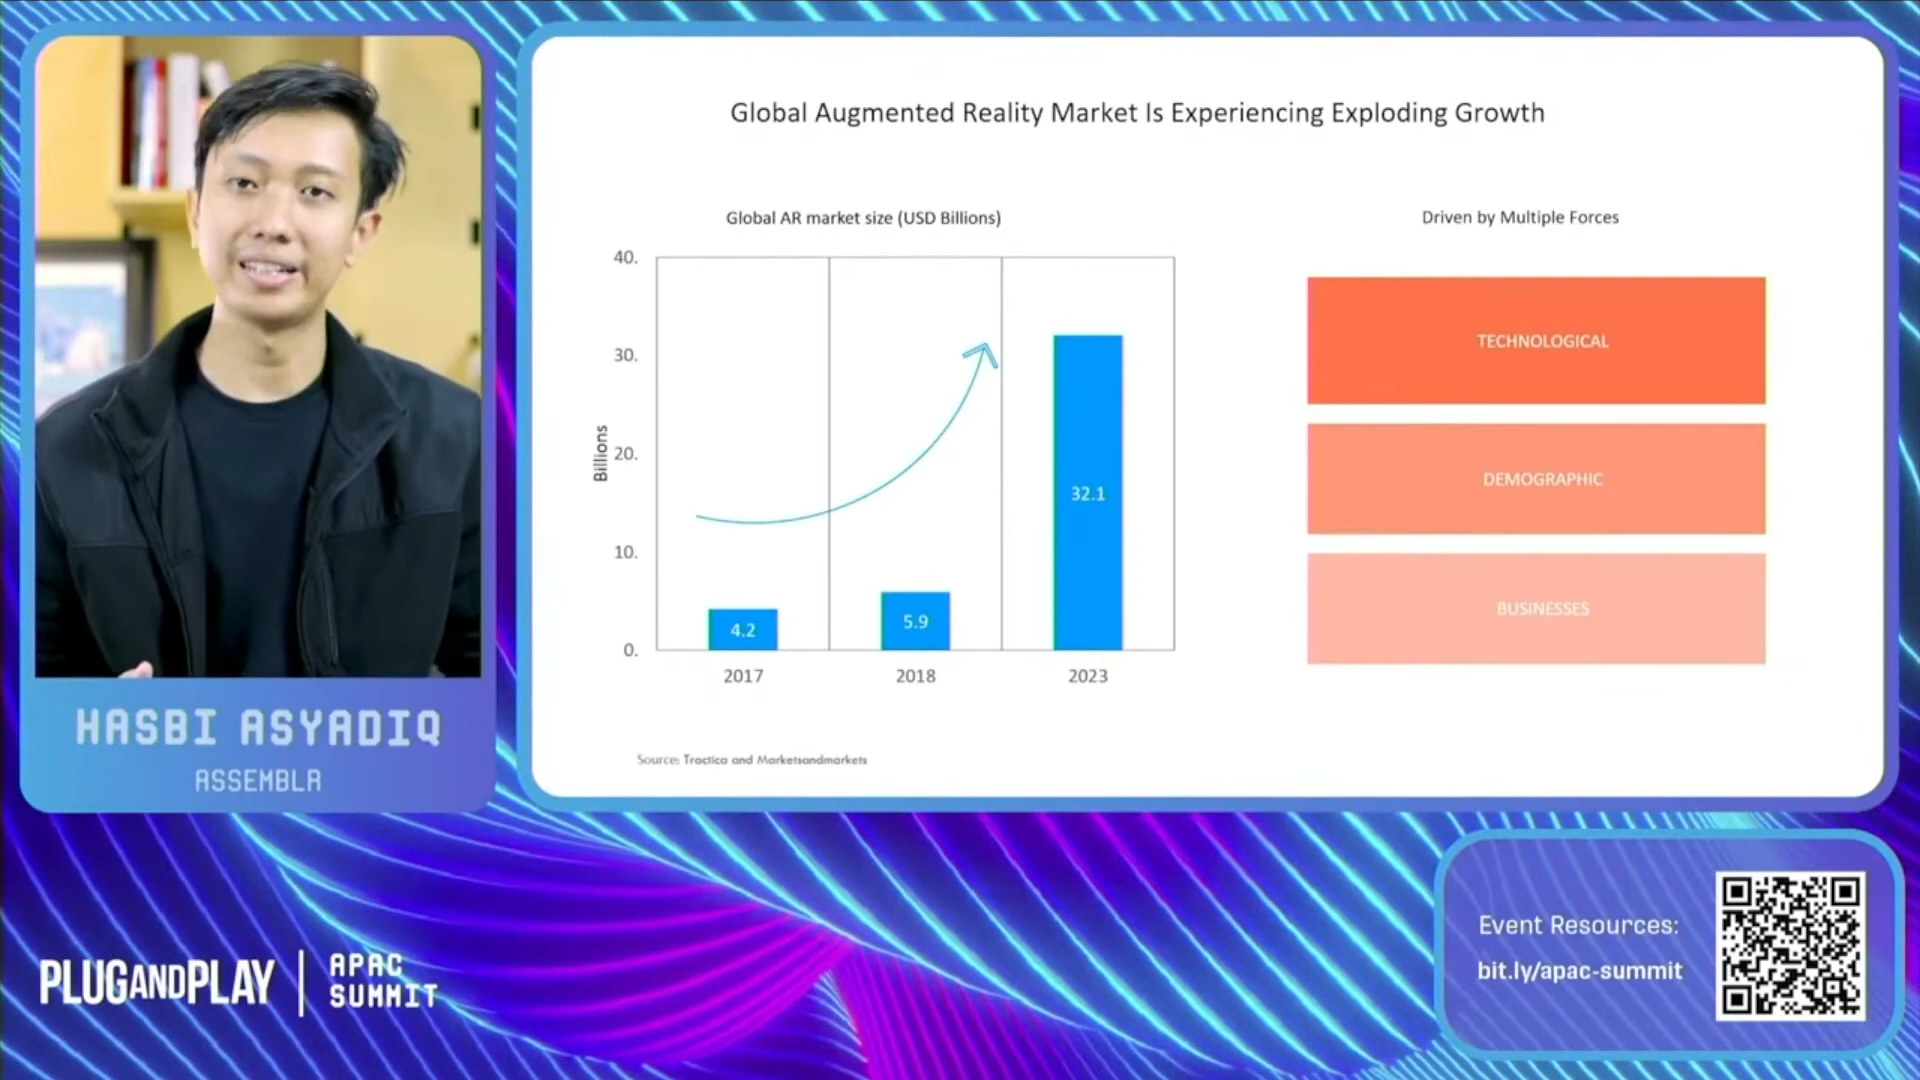 Global Augmented Reality Market Is Experiencing Exploding Growth
Global AR market size (USD Billions)
Driven by Multiple Forces
40.
30.
20.
10.
0.
Billions
4.2
5.9
32.1
2017
2018
2023
TECHNOLOGICAL
DEMOGRAPHIC
BUSINESSES
Source: Tractica and Marketsandmarkets
HASBI ASYADIQ
ASSEMBLR
PLUGANDPLAY
APAC
SUMMIT
Event Resources:
bit.ly/apac-summit